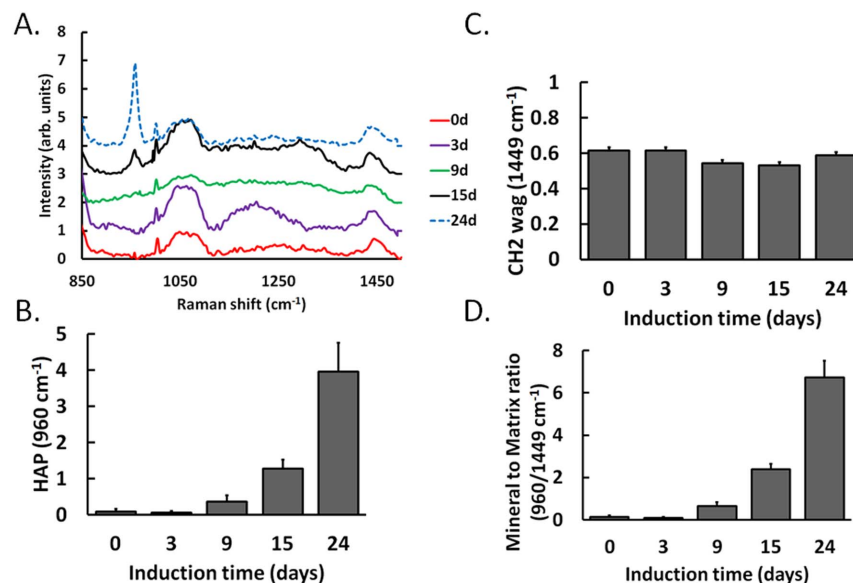 A.
8
7
6
5
4
3
2
1
0
Intensity (arb. units)
850 1050 1250 1450
Raman shift (cm-1)
0d
3d
9d
15d
24d
B.
5
4
3
2
1
0
HAP (960 cm-1)
0 3 9 15 24
Induction time (days)
C.
1
0.8
0.6
0.4
0.2
0
CH2 wag (1449 cm-1)
0 3 9 15 24
Induction time (days)
D.
8
6
4
2
0
Mineral to Matrix ratio
(960/1449 cm-1)
0 3 9 15 24
Induction time (days)